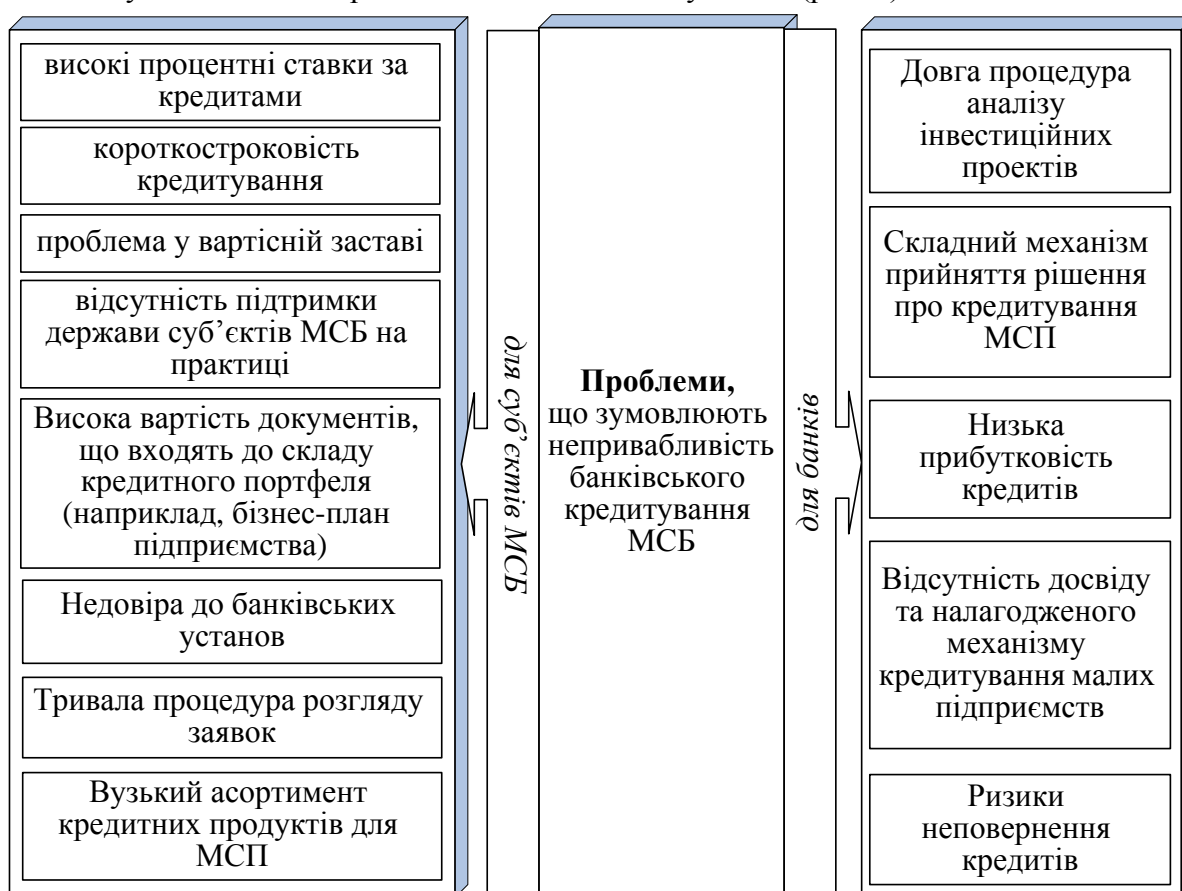 високі процентні ставки за
кредитами
короткостроковість
кредитування
проблема у вартісній заставі
відсутність підтримки
держави суб’єктів МСБ на
практиці
Висока вартість документів,
що входять до складу
кредитного портфеля
(наприклад, бізнес-план
підприємства)
Недовіра до банківських
установ
Тривала процедура розгляду
заявок
Вузький асортимент
кредитних продуктів для
МСП
для суб’єктів МСБ
Проблеми,
що зумовлюють
непривабливість
банківського
кредитування
МСБ
для банків
Довга процедура
аналізу
інвестиційних
проектів
Складний механізм
прийняття рішення
про кредитування
МСП
Низька
прибутковість
кредитів
Відсутність досвіду
та налагодженого
механізму
кредитування малих
підприємств
Ризики
неповернення
кредитів